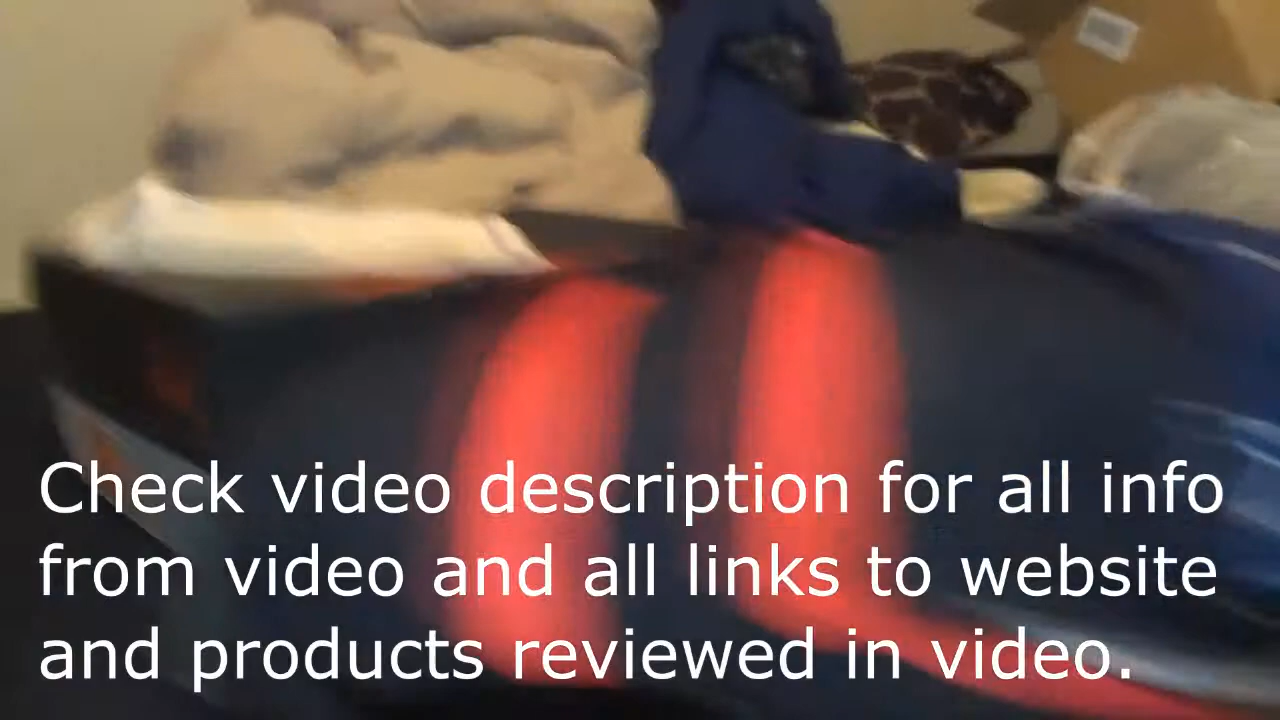 Check video description for all info
from video and all links to website
and products reviewed in video.